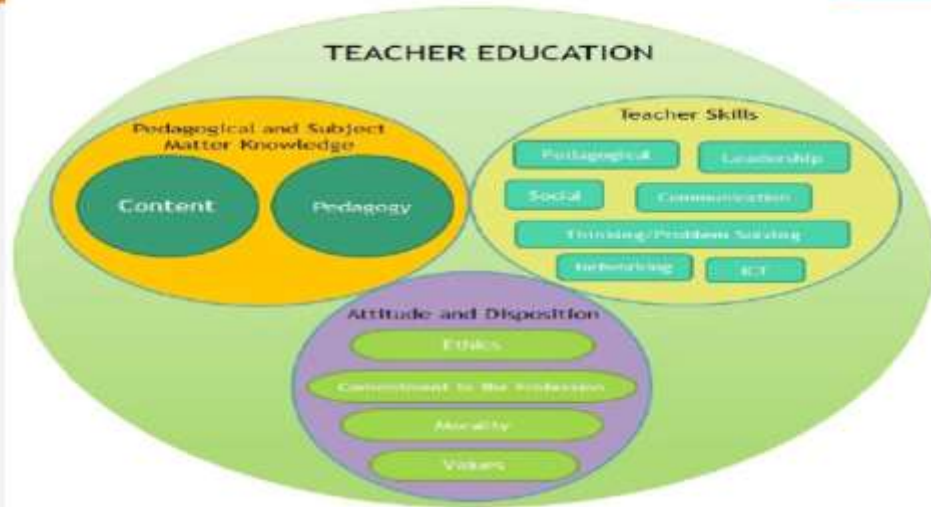 TEACHER EDUCATION
Pedagogical and Subject
Matter Knowledge
Content
Pedagogy
Teacher Skills
Pedagogical
Leadership
Social
Communication
Thinking/Problem Solving
Networking
ICT
Attitude and Disposition
Ethics
Commitment to the Profession
Morality
Values